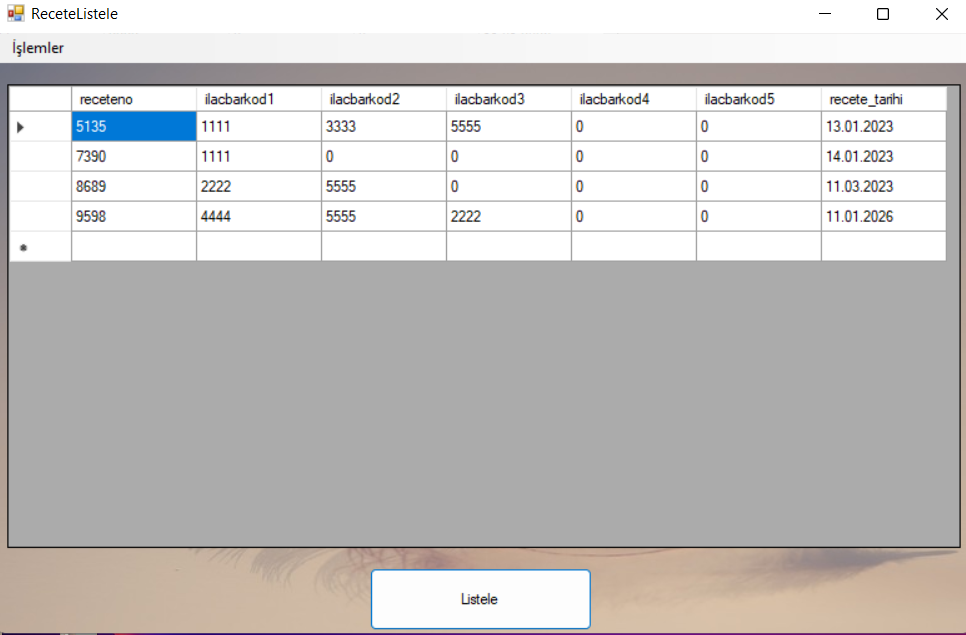 ReceteListele
İşlemler
receteno ilacbarkod1 ilacbarkod2 ilacbarkod3 ilacbarkod4 ilacbarkod5 recete_tarihi
5135 1111 3333 5555 0 0 13.01.2023
7390 1111 0 0 0 0 14.01.2023
8689 2222 5555 0 0 0 11.03.2023
9598 4444 5555 2222 0 0 11.01.2026
Listele